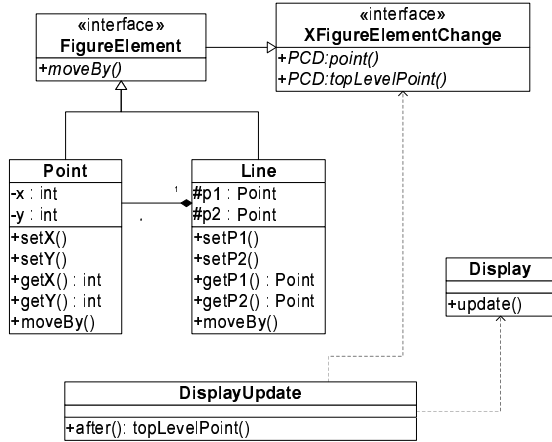 «interface»
FigureElement
+moveBy()
«interface»
XFigureElementChange
+PCD:point()
+PCD:topLevelPoint()
Point
-x : int
-y : int
+setX()
+setY()
+getX() : int
+getY() : int
+moveBy()
1
Line
#p1 : Point
#p2 : Point
+setP1()
+setP2()
+getP1() : Point
+getP2() : Point
+moveBy()
Display
+update()
DisplayUpdate
+after(): topLevelPoint()